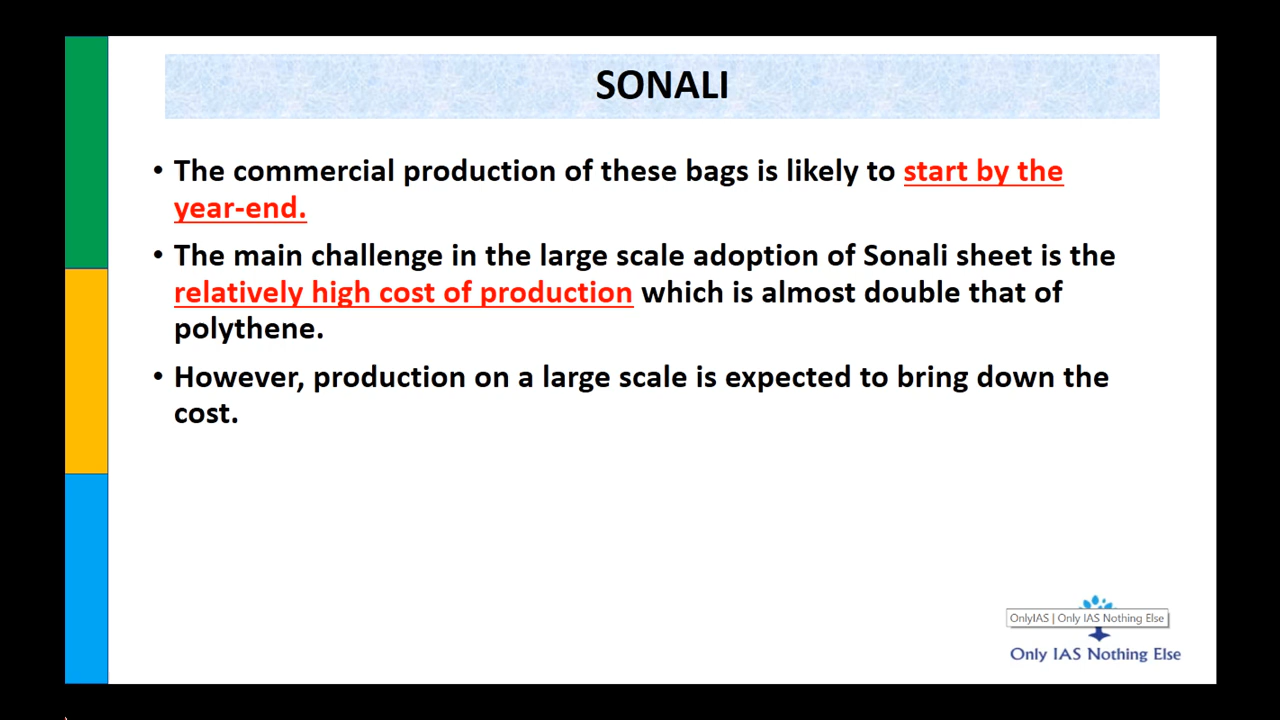 SONALI
• The commercial production of these bags is likely to start by the
year-end.
• The main challenge in the large scale adoption of Sonali sheet is the
relatively high cost of production which is almost double that of
polythene.
• However, production on a large scale is expected to bring down the
cost.
OnlyIAS | Only IAS Nothing Else
Only IAS Nothing Else